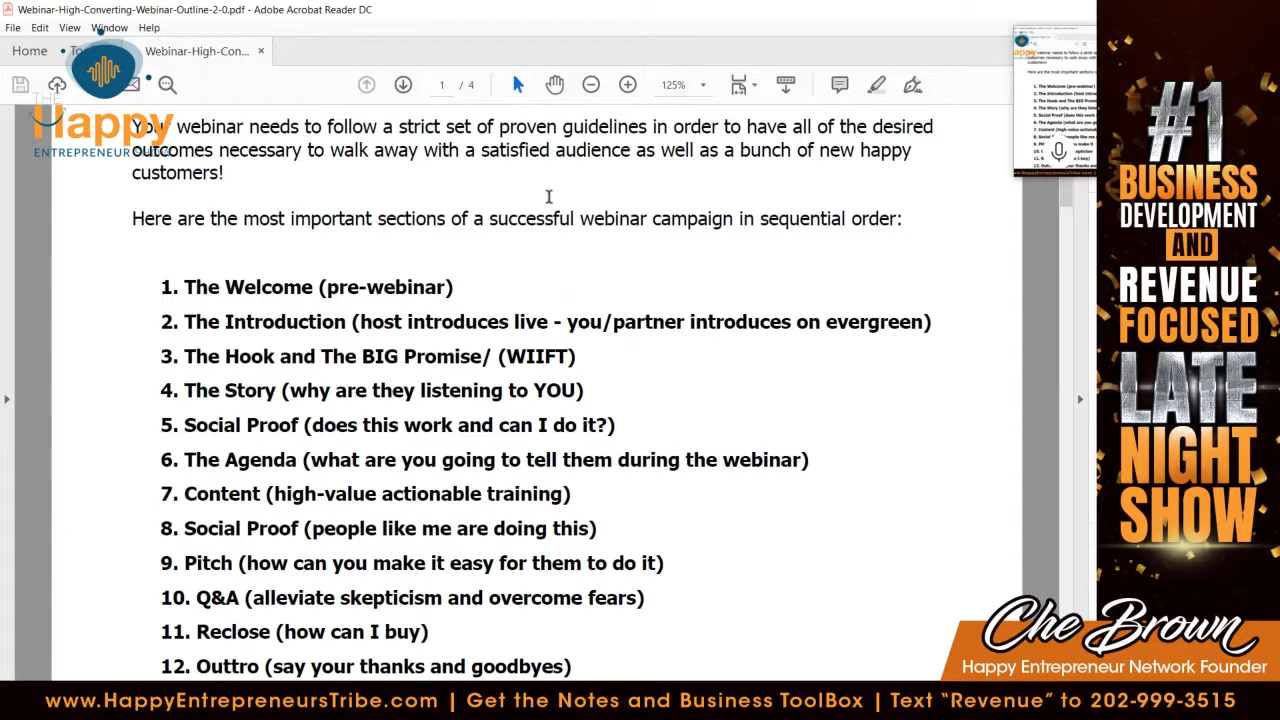 Webinar-High-Converting-Webinar-Outline-2-0.pdf - Adobe Acrobat Reader DC
File Edit View Window Help
Home To Webinar-High-Con... ×
1 / 4 125%
THE
Happy
ENTREPRENEUR
Your webinar needs to follow a strict set of proven guidelines in order to have all of the desired
outcomes necessary to walk away with a satisfied audience as well as a bunch of new happy
customers!
Here are the most important sections of a successful webinar campaign in sequential order:
1. The Welcome (pre-webinar)
2. The Introduction (host introduces live - you/partner introduces on evergreen)
3. The Hook and The BIG Promise/ (WIIFT)
4. The Story (why are they listening to YOU)
5. Social Proof (does this work and can I do it?)
6. The Agenda (what are you going to tell them during the webinar)
7. Content (high-value actionable training)
8. Social Proof (people like me are doing this)
9. Pitch (how can you make it easy for them to do it)
10. Q&A (alleviate skepticism and overcome fears)
11. Reclose (how can I buy)
12. Outtro (say your thanks and goodbyes)
#1
BUSINESS
DEVELOPMENT
AND
REVENUE
FOCUSED
LATE
NIGHT
SHOW
Che Brown
Happy Entrepreneur Network Founder
www.HappyEntrepreneursTribe.com | Get the Notes and Business ToolBox | Text “Revenue” to 202-999-3515